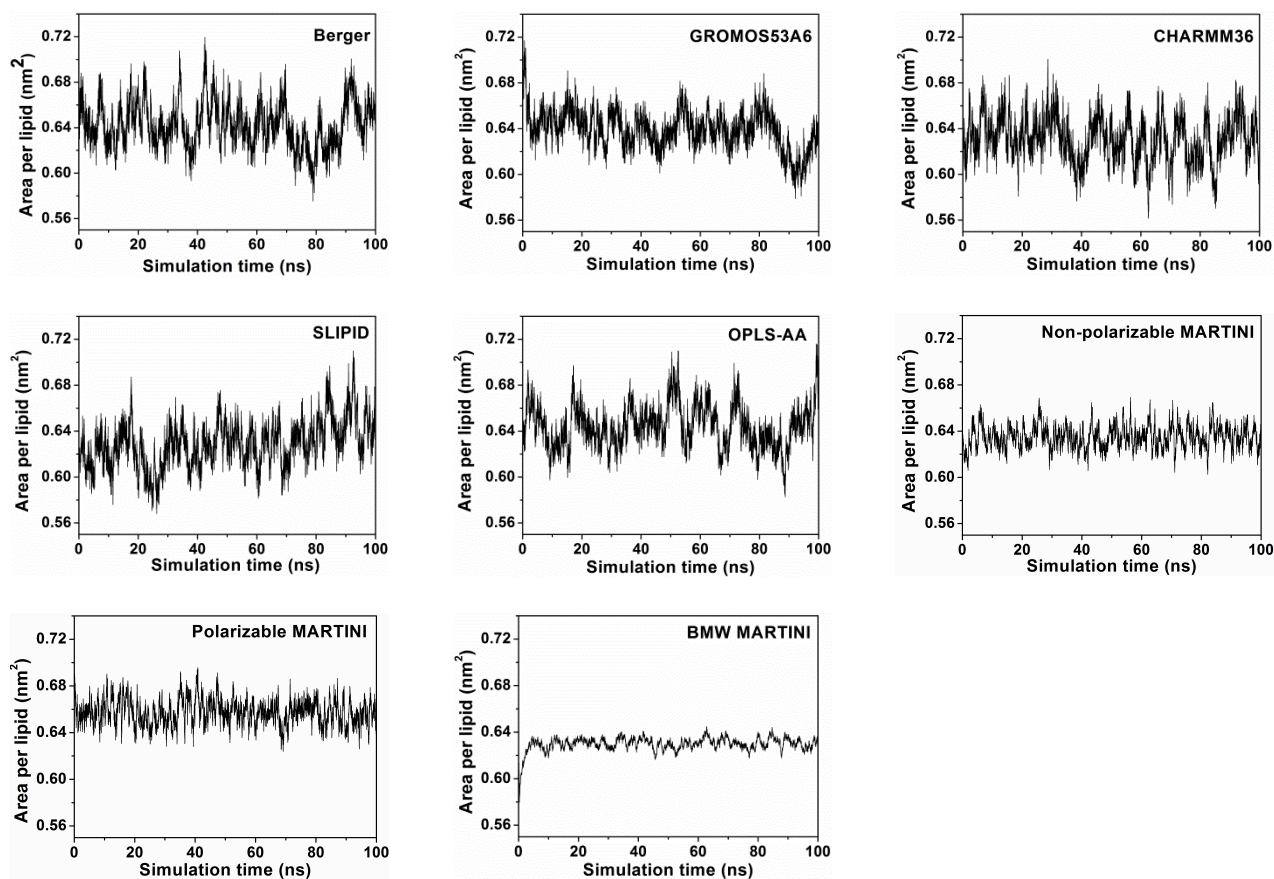 Berger
Area per lipid (nm²)
0.72
0.68
0.64
0.60
0.56
0 20 40 60 80 100
Simulation time (ns)
GROMOS53A6
Area per lipid (nm²)
0.72
0.68
0.64
0.60
0.56
0 20 40 60 80 100
Simulation time (ns)
CHARMM36
Area per lipid (nm²)
0.72
0.68
0.64
0.60
0.56
0 20 40 60 80 100
Simulation time (ns)
SLIPID
Area per lipid (nm²)
0.72
0.68
0.64
0.60
0.56
0 20 40 60 80 100
Simulation time (ns)
OPLS-AA
Area per lipid (nm²)
0.72
0.68
0.64
0.60
0.56
0 20 40 60 80 100
Simulation time (ns)
Non-polarizable MARTINI
Area per lipid (nm²)
0.72
0.68
0.64
0.60
0.56
0 20 40 60 80 100
Simulation time (ns)
Polarizable MARTINI
Area per lipid (nm²)
0.72
0.68
0.64
0.60
0.56
0 20 40 60 80 100
Simulation time (ns)
BMW MARTINI
Area per lipid (nm²)
0.72
0.68
0.64
0.60
0.56
0 20 40 60 80 100
Simulation time (ns)